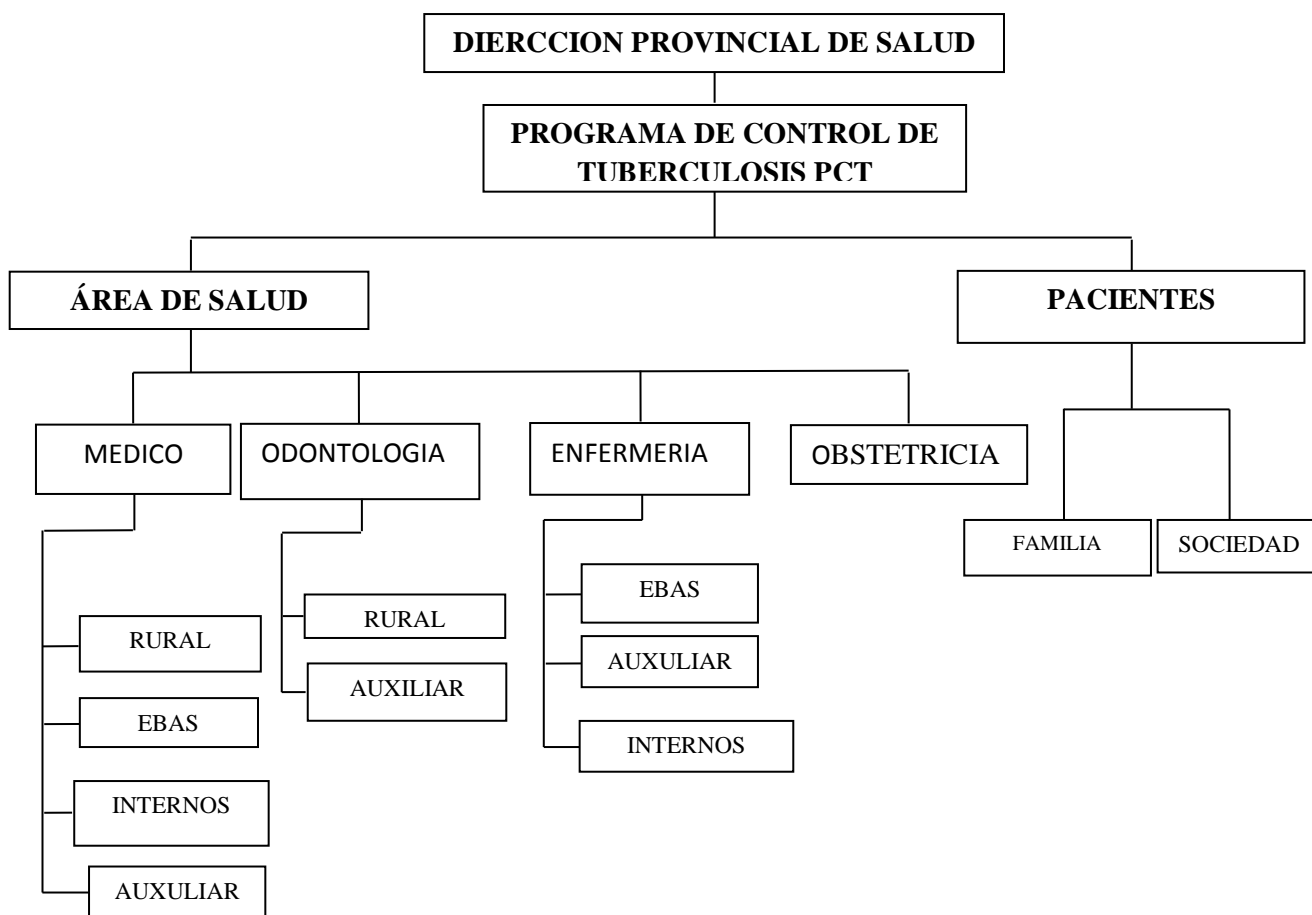 DIERCCION PROVINCIAL DE SALUD
PROGRAMA DE CONTROL DE
TUBERCULOSIS PCT
ÁREA DE SALUD
PACIENTES
MEDICO
ODONTOLOGIA
ENFERMERIA
OBSTETRICIA
FAMILIA
SOCIEDAD
RURAL
EBAS
INTERNOS
AUXULIAR
RURAL
AUXILIAR
EBAS
AUXULIAR
INTERNOS